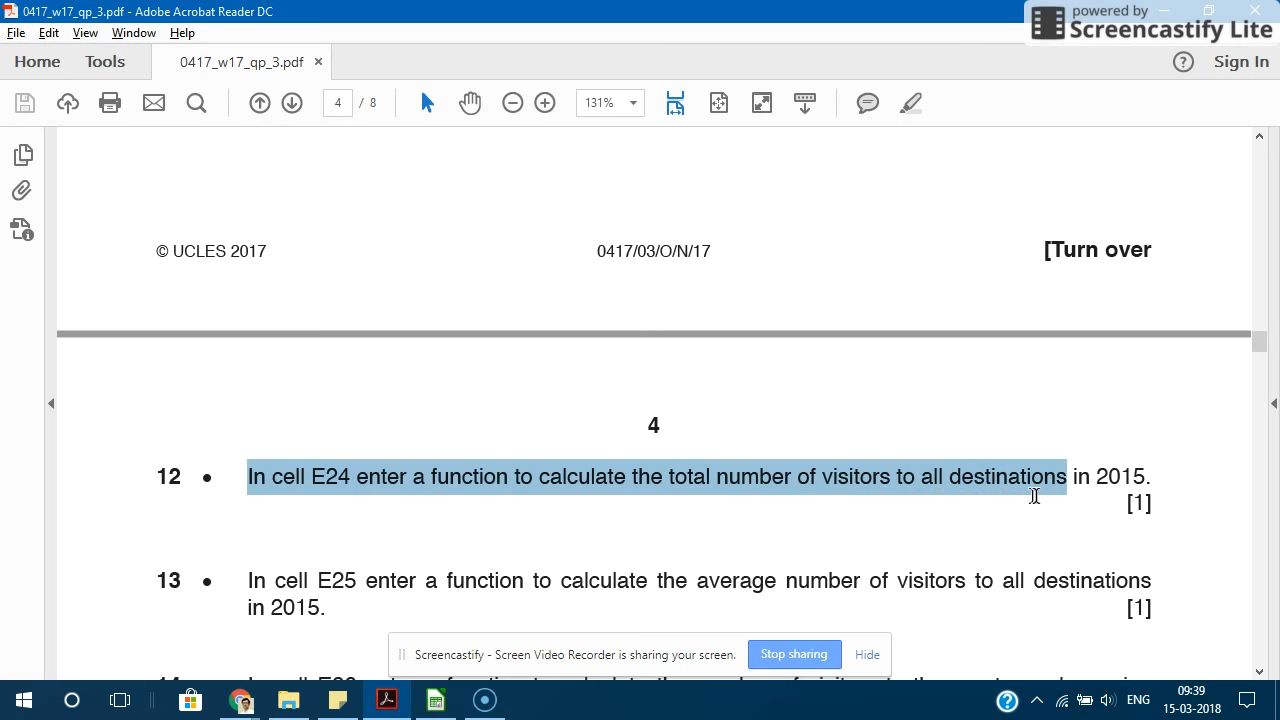 0417_w17_qp_3.pdf - Adobe Acrobat Reader DC
powered by
Screencastify Lite
File Edit View Window Help
Home Tools 0417_w17_qp_3.pdf × ? Sign In
4 / 8 131%
© UCLES 2017 0417/03/O/N/17 [Turn over
4
12 • In cell E24 enter a function to calculate the total number of visitors to all destinations in 2015.
[1]
13 • In cell E25 enter a function to calculate the average number of visitors to all destinations
in 2015. [1]
Screencastify - Screen Video Recorder is sharing your screen. Stop sharing Hide
ENG
09:39
15-03-2018